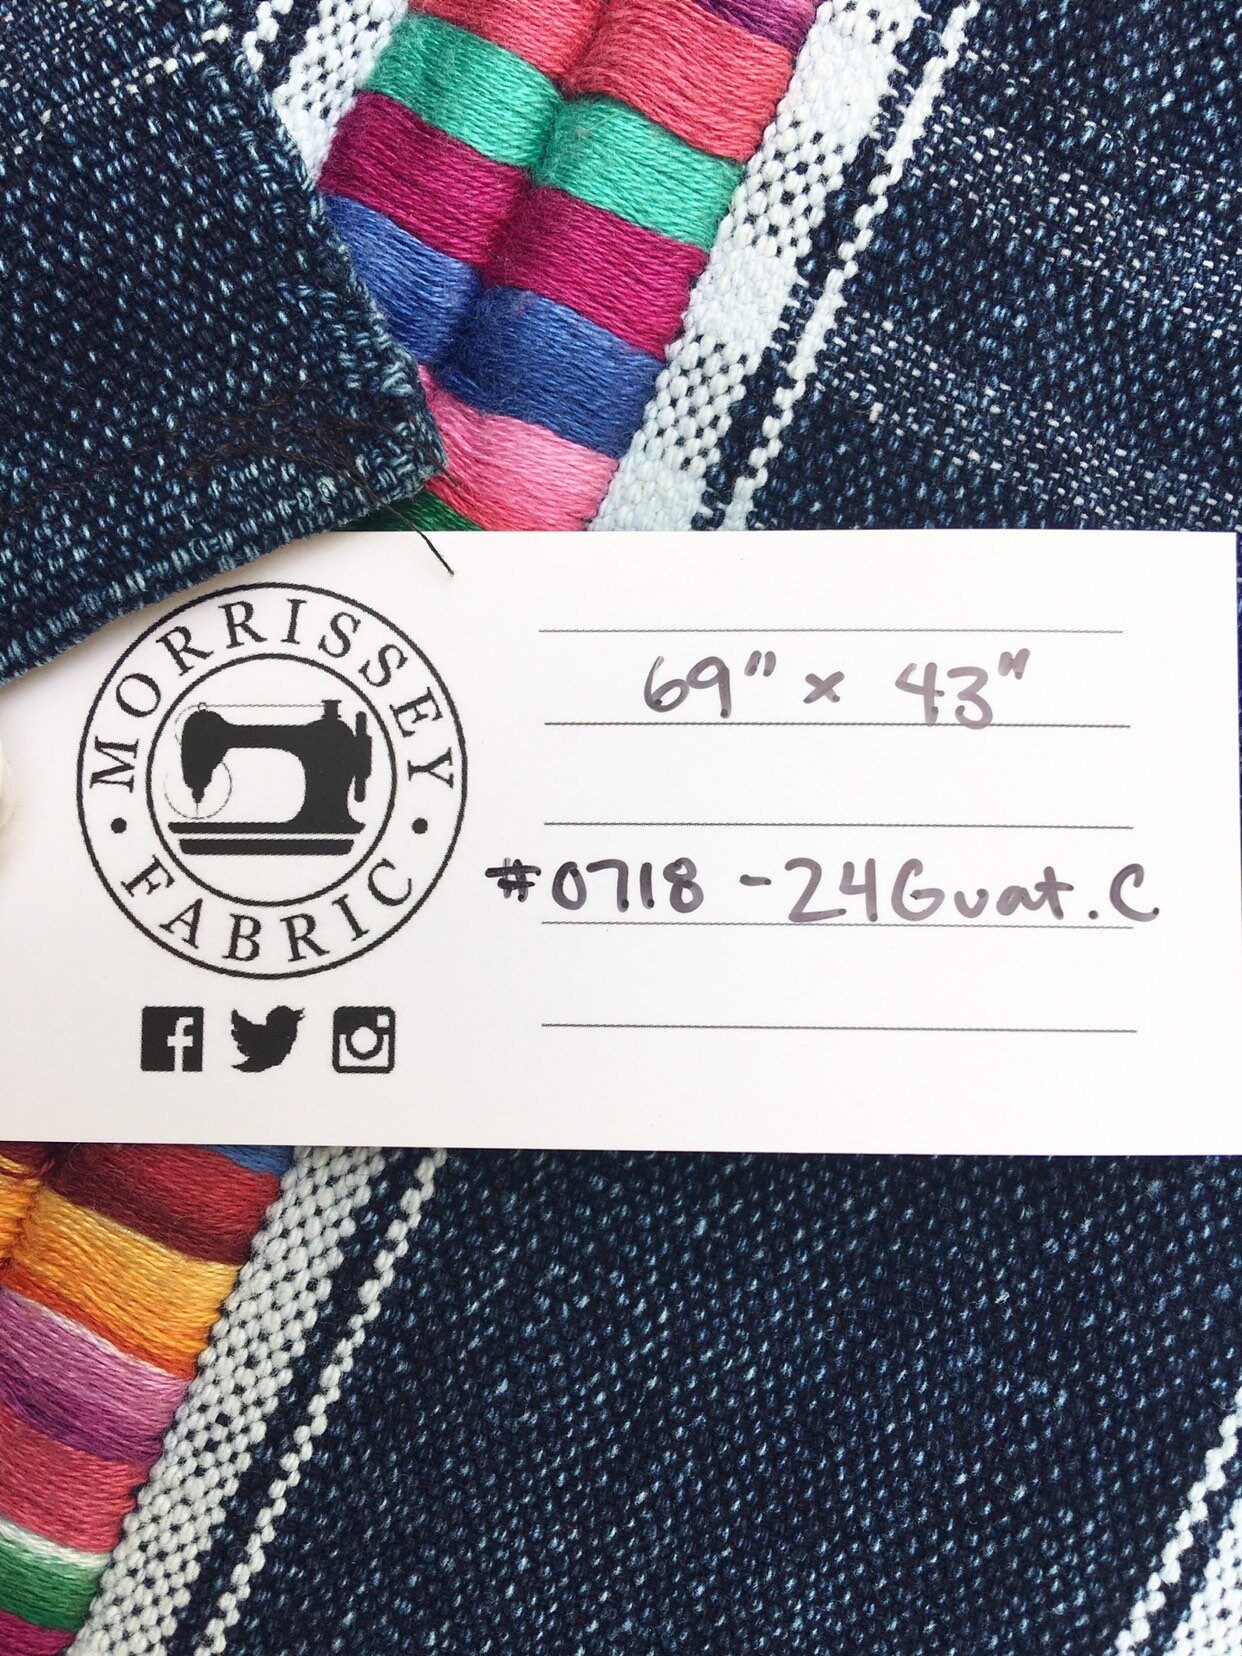 MORRISSEY
FABRIC
69" x 43"
#0718 - 24Guat. C